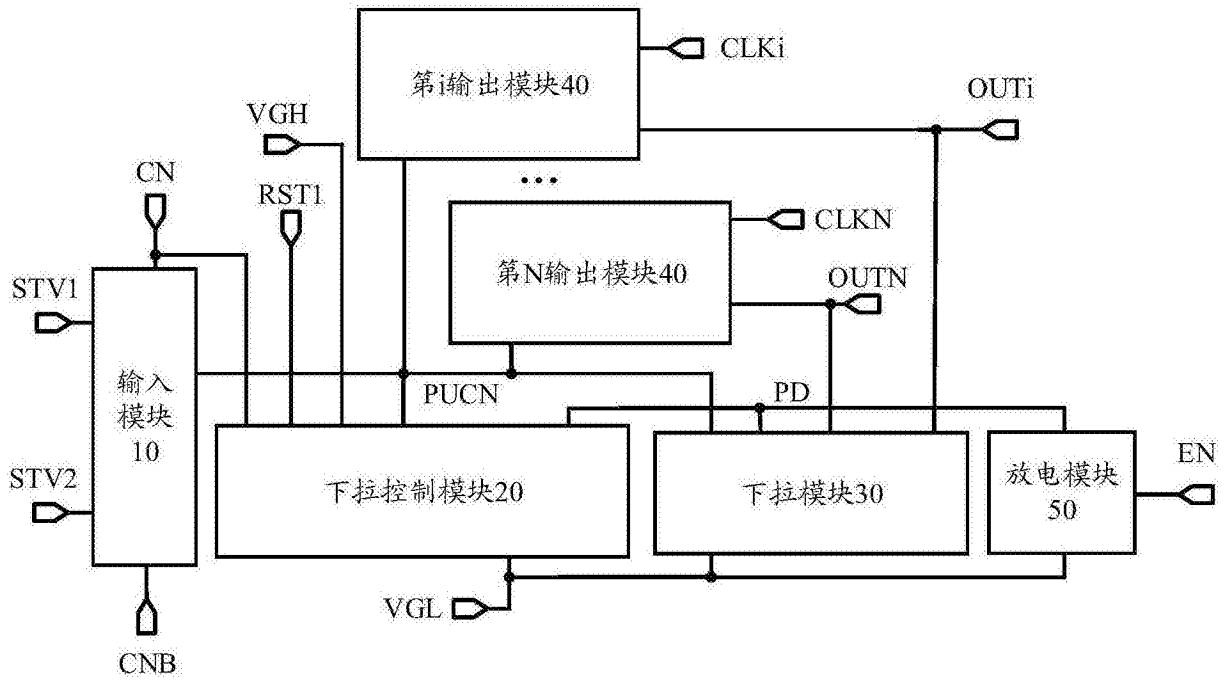 CLKi
第i输出模块40
OUTi
VGH
CN
RST1
...
CLKN
第N输出模块40
OUTN
STV1
输入
模块
10
PUCN
PD
STV2
下拉控制模块20
下拉模块30
放电模块
50
EN
VGL
CNB